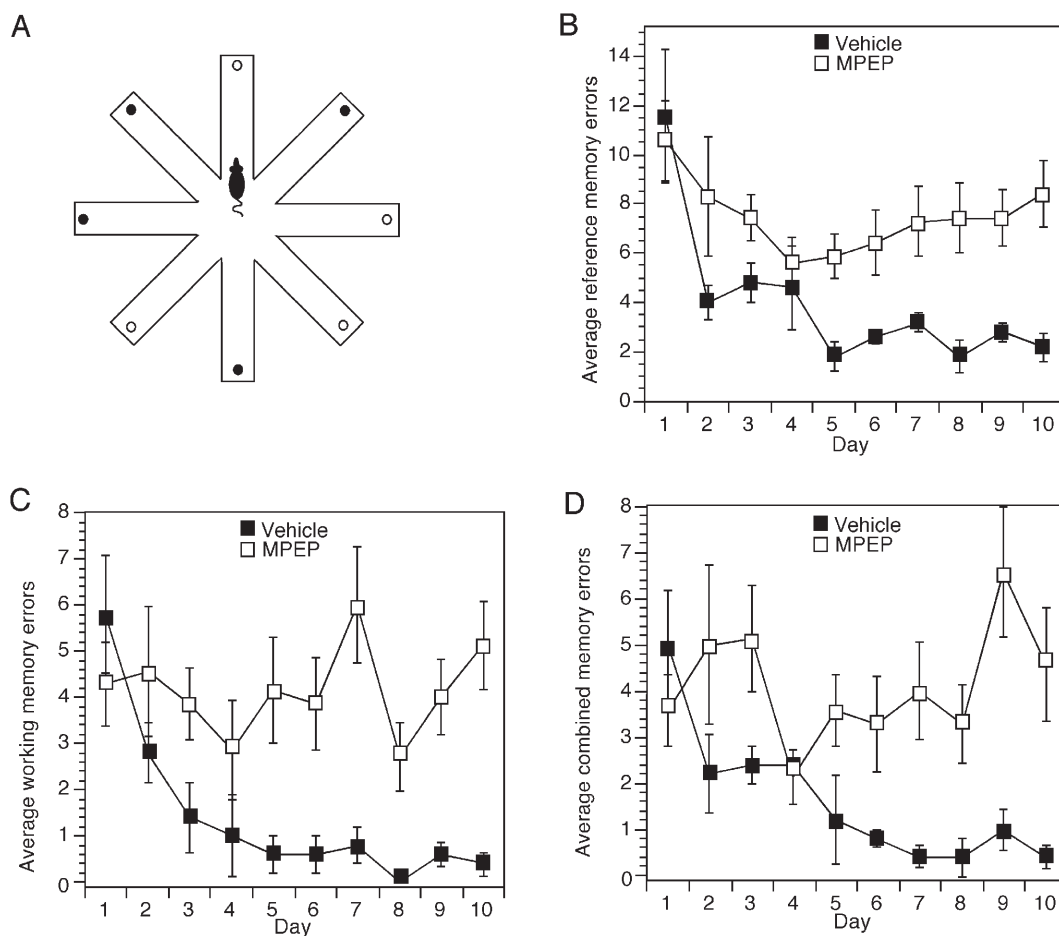 A
B
Vehicle
MPEP
Average reference memory errors
14
12
10
8
6
4
2
0
1 2 3 4 5 6 7 8 9 10
Day
C
Vehicle
MPEP
Average working memory errors
8
7
6
5
4
3
2
1
0
1 2 3 4 5 6 7 8 9 10
Day
D
Vehicle
MPEP
Average combined memory errors
8
7
6
5
4
3
2
1
0
1 2 3 4 5 6 7 8 9 10
Day